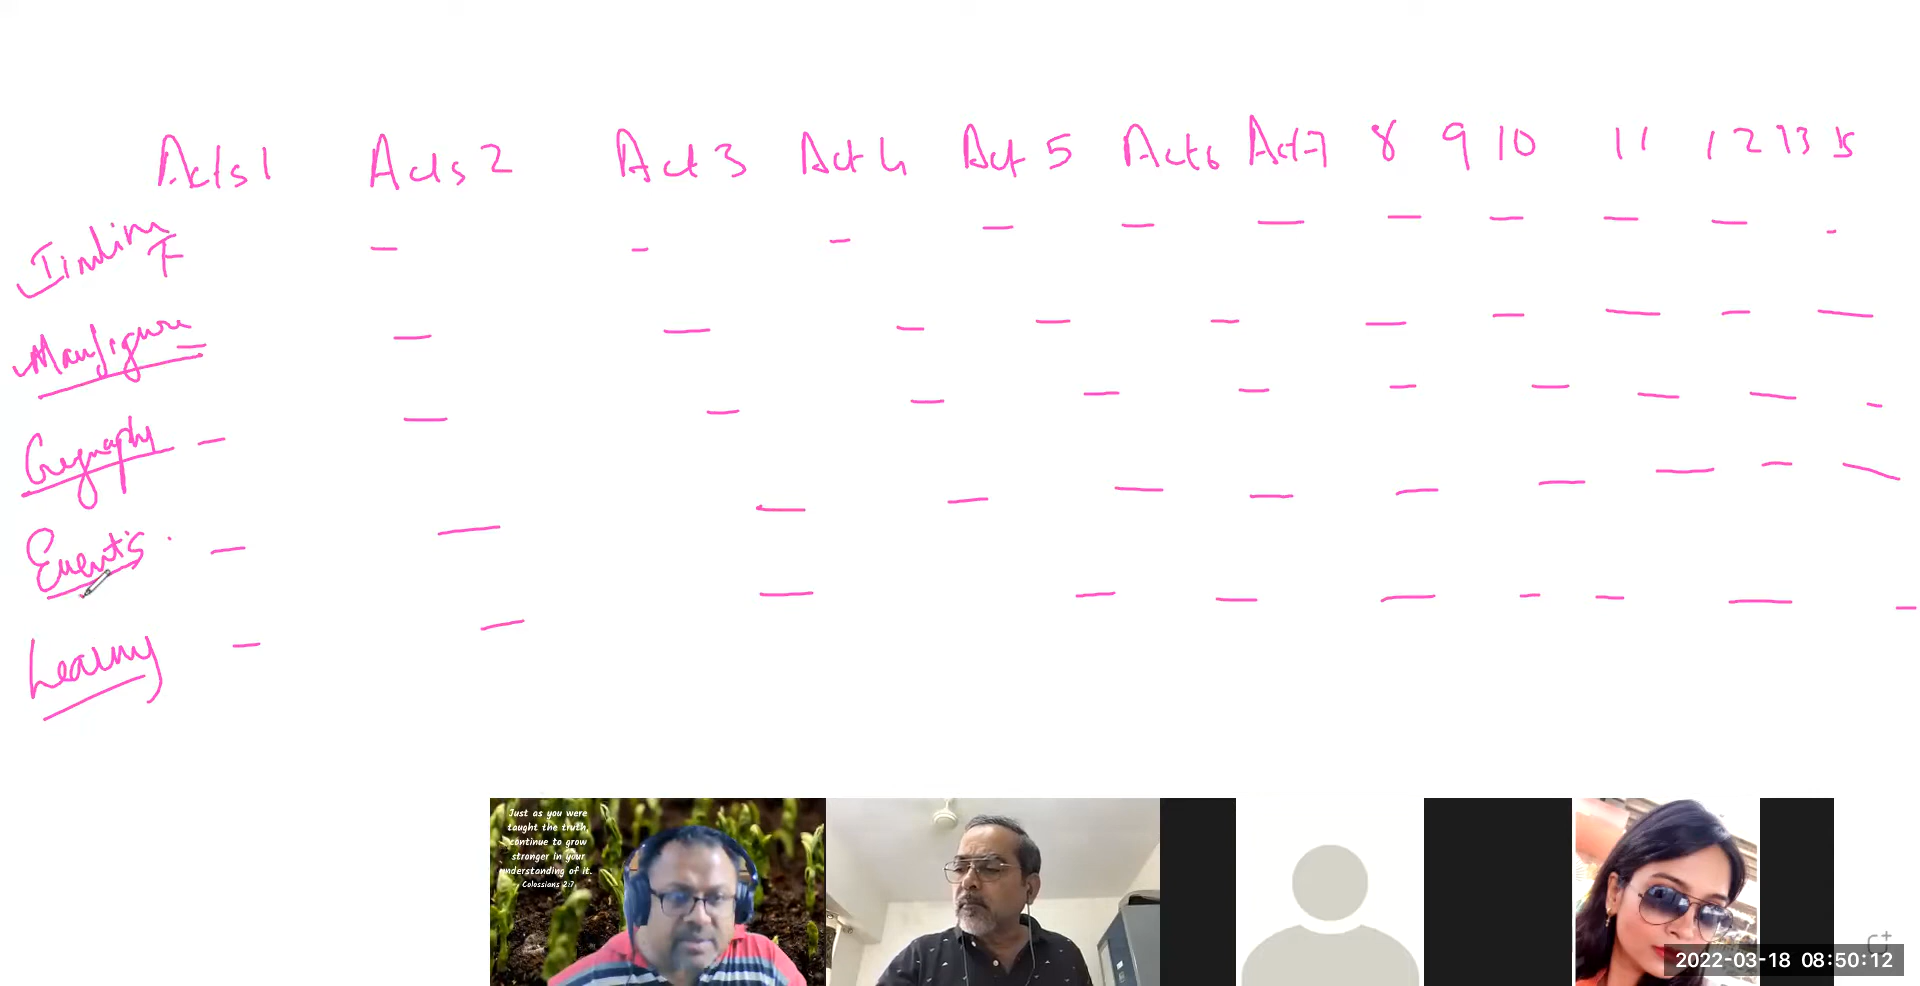 Acts 1 Acts 2 Act 3 Act 4 Act 5 Act 6 Act 7 8 9 10 11 12 13 15
Timeline
Main figure
Geography
Events
Learning
Just as you were
taught the truth,
continue to grow
stronger in your
understanding of it.
Colossians 2:7
2022-03-18 08:50:12